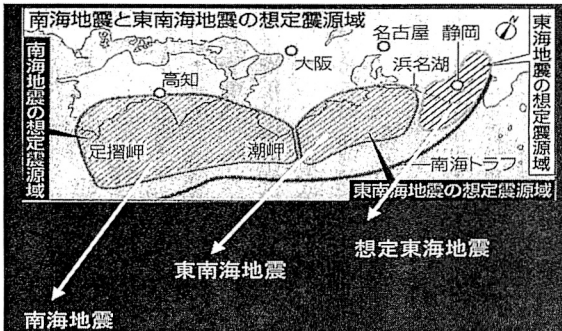 南海地震と東南海地震の想定震源域
南海地震の想定震源域
東海地震の想定震源域
名古屋
静岡
大阪
浜名湖
高知
足摺岬
潮岬
南海トラフ
東南海地震の想定震源域
想定東海地震
東南海地震
南海地震